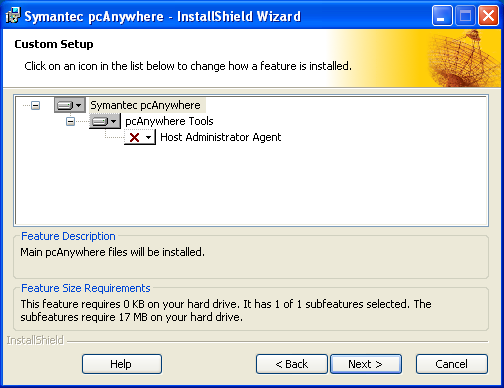 Symantec pcAnywhere - InstallShield Wizard
Custom Setup
Click on an icon in the list below to change how a feature is installed.
Symantec pcAnywhere
pcAnywhere Tools
Host Administrator Agent
Feature Description
Main pcAnywhere files will be installed.
Feature Size Requirements
This feature requires 0 KB on your hard drive. It has 1 of 1 subfeatures selected. The
subfeatures require 17 MB on your hard drive.
InstallShield
Help
< Back
Next >
Cancel